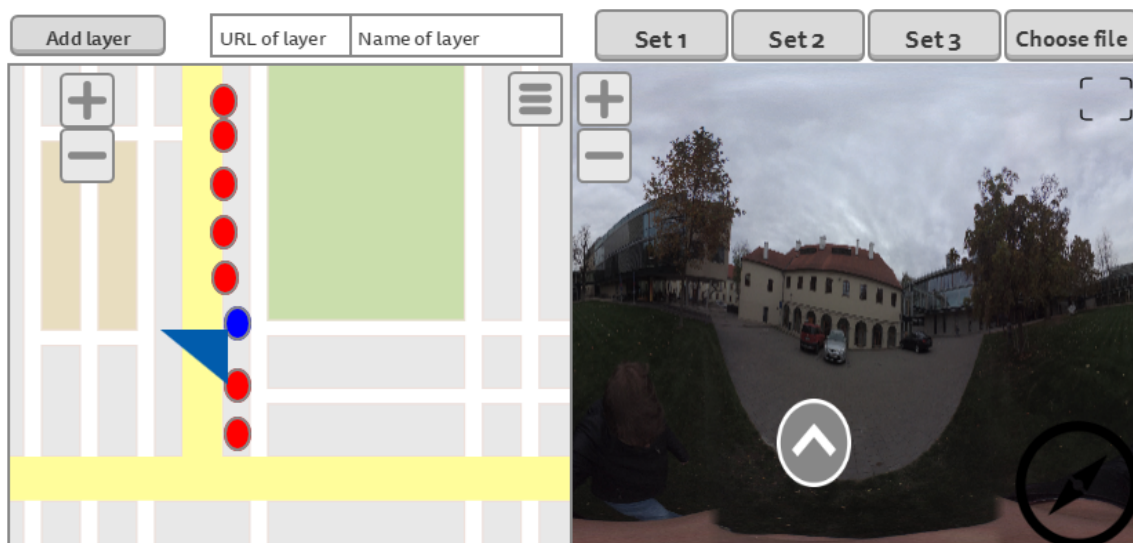 Add layer
URL of layer
Name of layer
Set 1
Set 2
Set 3
Choose file